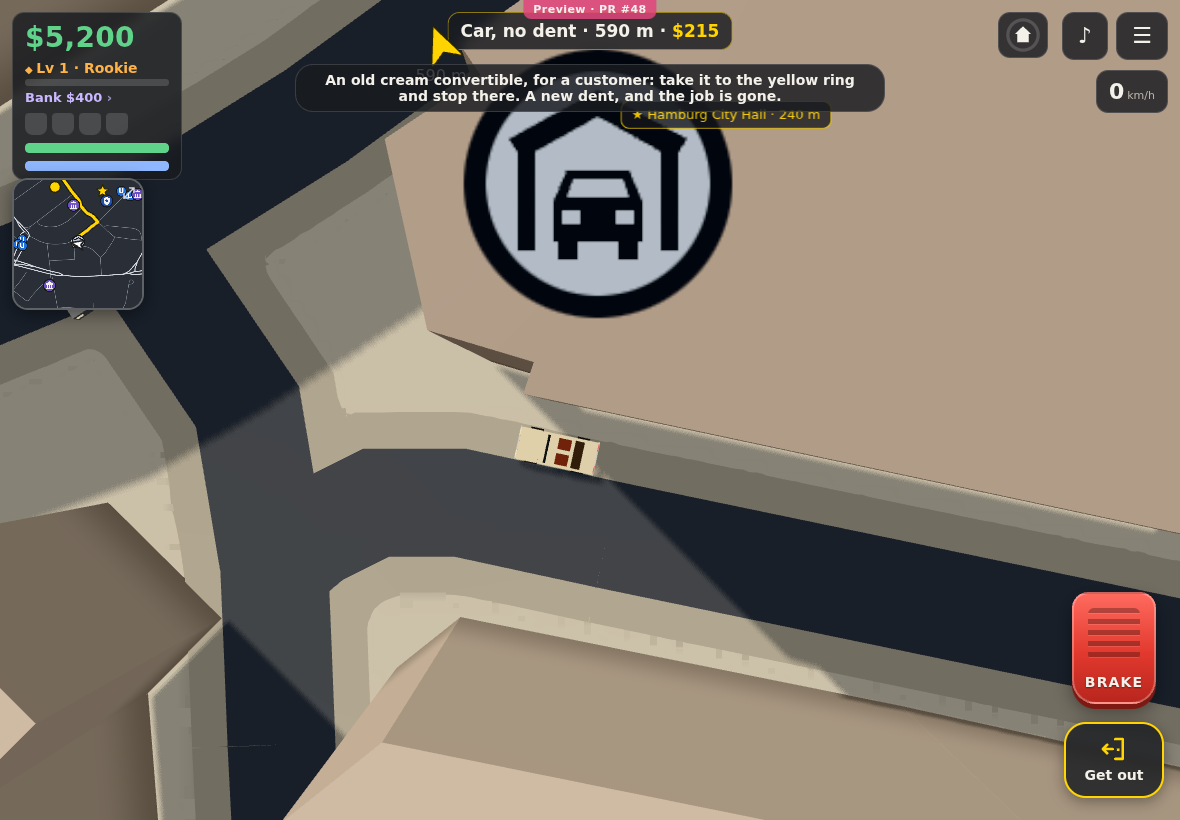 Preview · PR #48
$5,200
Lv 1 · Rookie
Bank $400 ›
Car, no dent · 590 m · $215
590 m
An old cream convertible, for a customer: take it to the yellow ring
and stop there. A new dent, and the job is gone.
★ Hamburg City Hall · 240 m
0 km/h
BRAKE
Get out